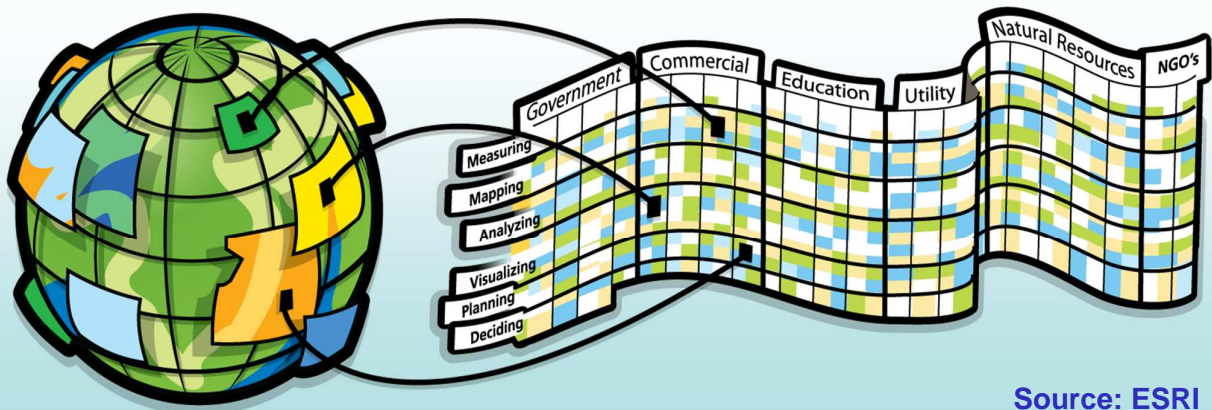 Government
Commercial
Education
Utility
Natural Resources
NGO's
Measuring
Mapping
Analyzing
Visualizing
Planning
Deciding
Source: ESRI